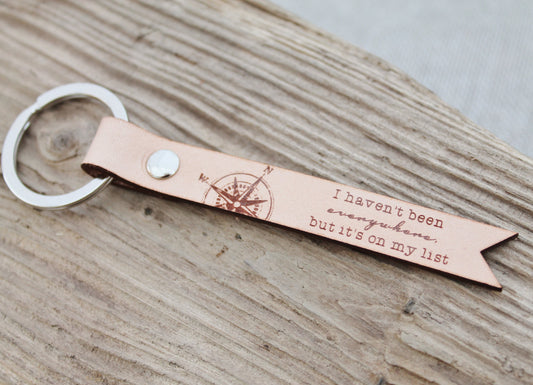 N
W
I haven't been
everywhere,
but it's on my list